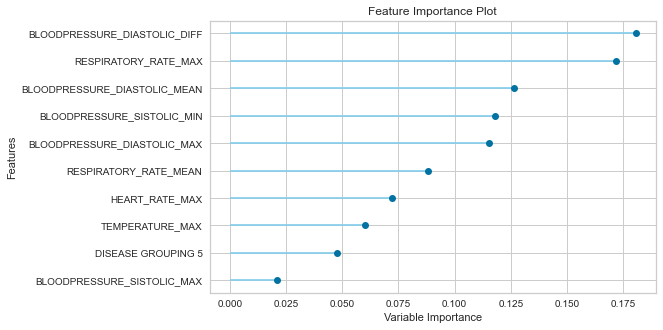 Feature Importance Plot
BLOODPRESSURE_DIASTOLIC_DIFF
RESPIRATORY_RATE_MAX
BLOODPRESSURE_DIASTOLIC_MEAN
BLOODPRESSURE_SISTOLIC_MIN
BLOODPRESSURE_DIASTOLIC_MAX
RESPIRATORY_RATE_MEAN
HEART_RATE_MAX
TEMPERATURE_MAX
DISEASE GROUPING 5
BLOODPRESSURE_SISTOLIC_MAX
Features
0.000 0.025 0.050 0.075 0.100 0.125 0.150 0.175
Variable Importance